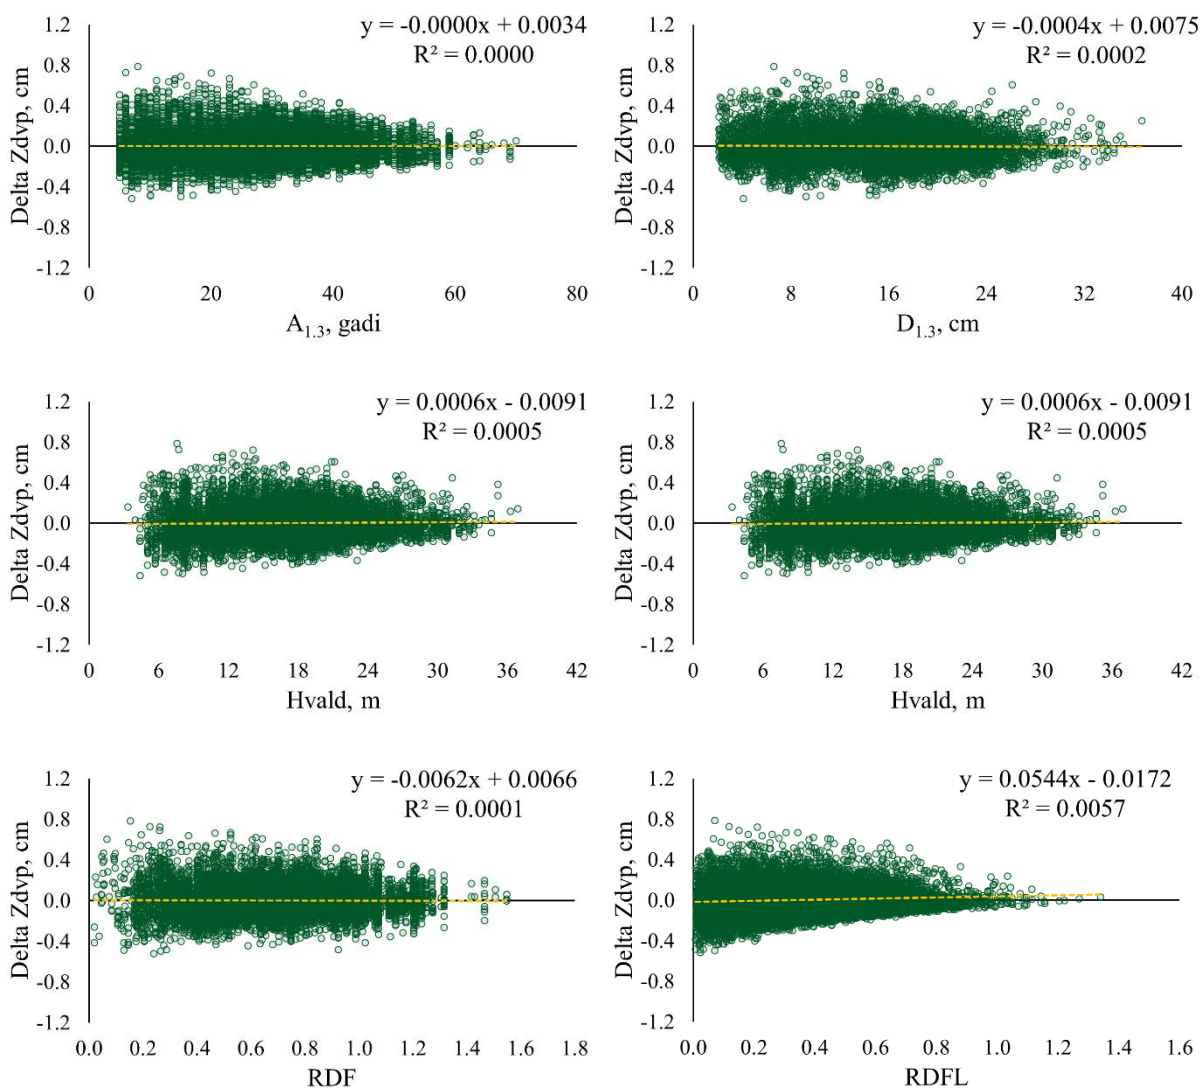 y = -0.0000x + 0.0034
R² = 0.0000
1.2
0.8
0.4
0.0
-0.4
-0.8
-1.2
Delta Zdvp, cm
0 20 40 60 80
A1.3, gadi
y = -0.0004x + 0.0075
R² = 0.0002
1.2
0.8
0.4
0.0
-0.4
-0.8
-1.2
Delta Zdvp, cm
0 8 16 24 32 40
D1.3, cm
y = 0.0006x - 0.0091
R² = 0.0005
1.2
0.8
0.4
0.0
-0.4
-0.8
-1.2
Delta Zdvp, cm
0 6 12 18 24 30 36 42
Hvald, m
y = 0.0006x - 0.0091
R² = 0.0005
1.2
0.8
0.4
0.0
-0.4
-0.8
-1.2
Delta Zdvp, cm
0 6 12 18 24 30 36 42
Hvald, m
y = -0.0062x + 0.0066
R² = 0.0001
1.2
0.8
0.4
0.0
-0.4
-0.8
-1.2
Delta Zdvp, cm
0.0 0.2 0.4 0.6 0.8 1.0 1.2 1.4 1.6 1.8
RDF
y = 0.0544x - 0.0172
R² = 0.0057
1.2
0.8
0.4
0.0
-0.4
-0.8
-1.2
Delta Zdvp, cm
0.0 0.2 0.4 0.6 0.8 1.0 1.2 1.4 1.6
RDFL